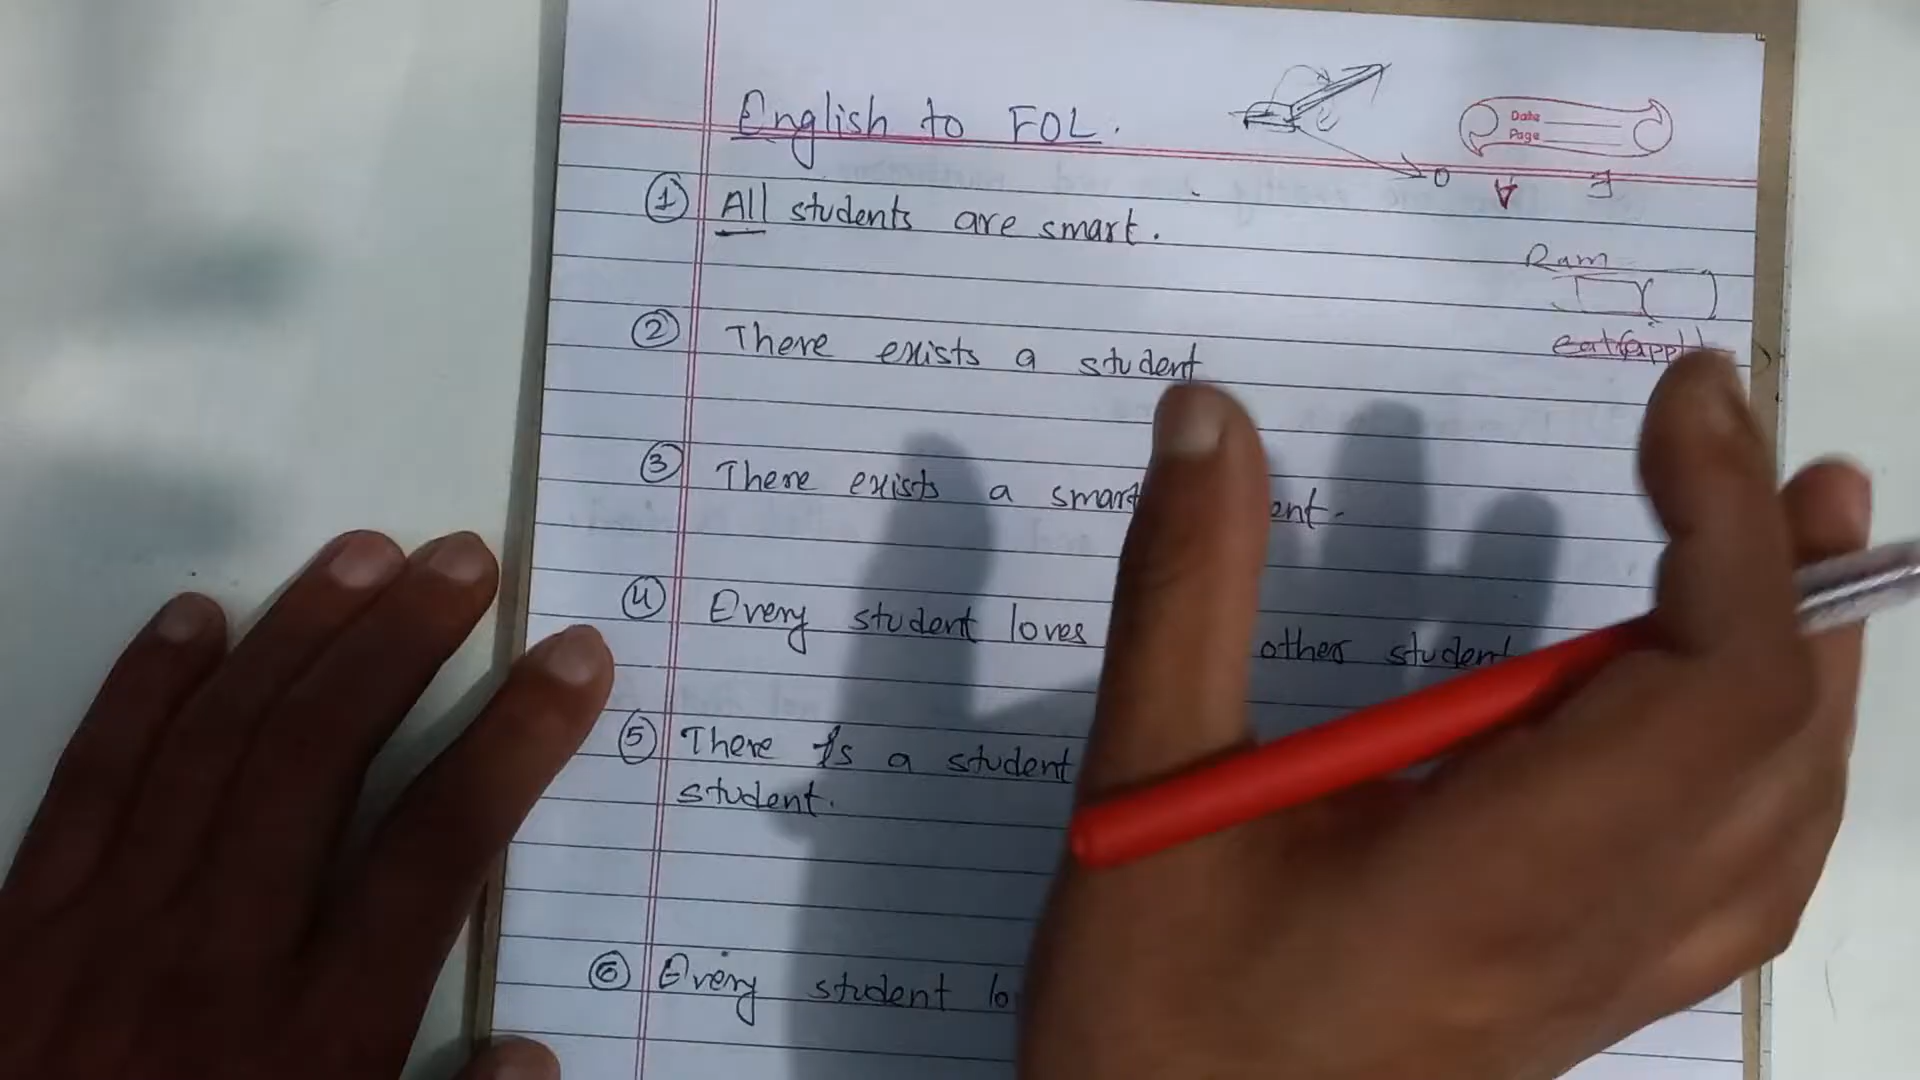 English to FOL.
Date
Page
O
∀ ∃
① All students are smart.
Ram
② There exists a student
③ There exists a smart ent.
④ Every student loves other student
⑤ There is a student
student.
⑥ Every student lo